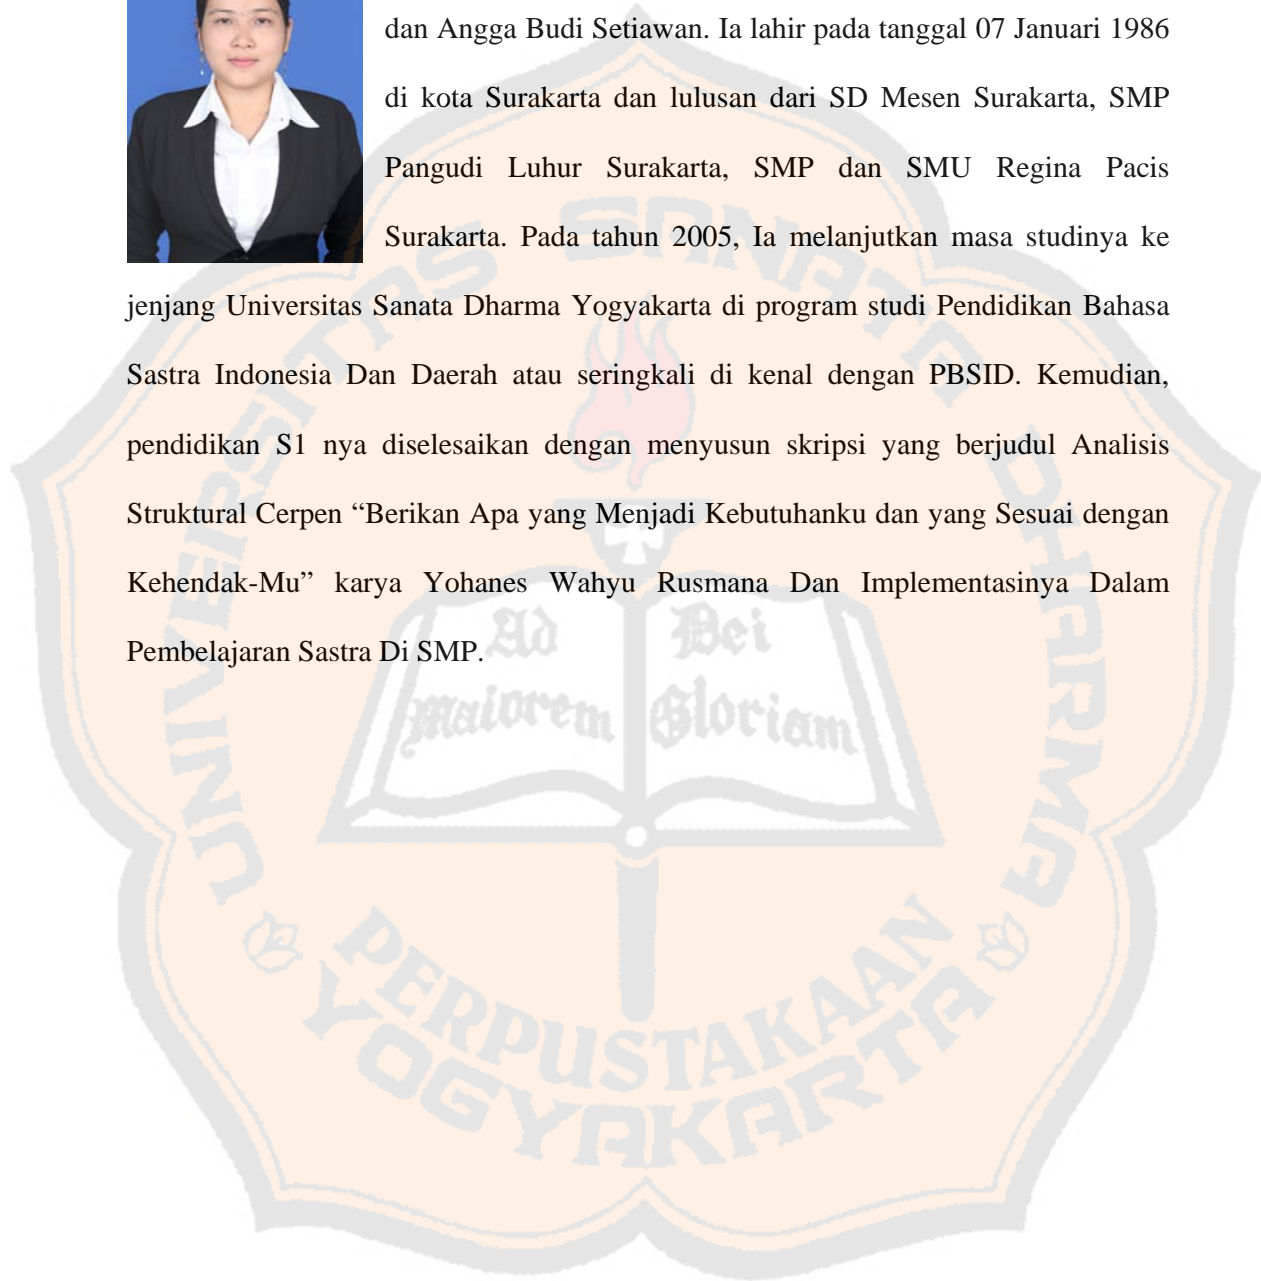 dan Angga Budi Setiawan. Ia lahir pada tanggal 07 Januari 1986
di kota Surakarta dan lulusan dari SD Mesen Surakarta, SMP
Pangudi Luhur Surakarta, SMP dan SMU Regina Pacis
Surakarta. Pada tahun 2005, Ia melanjutkan masa studinya ke
jenjang Universitas Sanata Dharma Yogyakarta di program studi Pendidikan Bahasa
Sastra Indonesia Dan Daerah atau seringkali di kenal dengan PBSID. Kemudian,
pendidikan S1 nya diselesaikan dengan menyusun skripsi yang berjudul Analisis
Struktural Cerpen “Berikan Apa yang Menjadi Kebutuhanku dan yang Sesuai dengan
Kehendak-Mu” karya Yohanes Wahyu Rusmana Dan Implementasinya Dalam
Pembelajaran Sastra Di SMP.
UNIVERSITAS SANATA DHARMA
Ad Dei
maiorem Gloriam
PERPUSTAKAAN
YOGYAKARTA